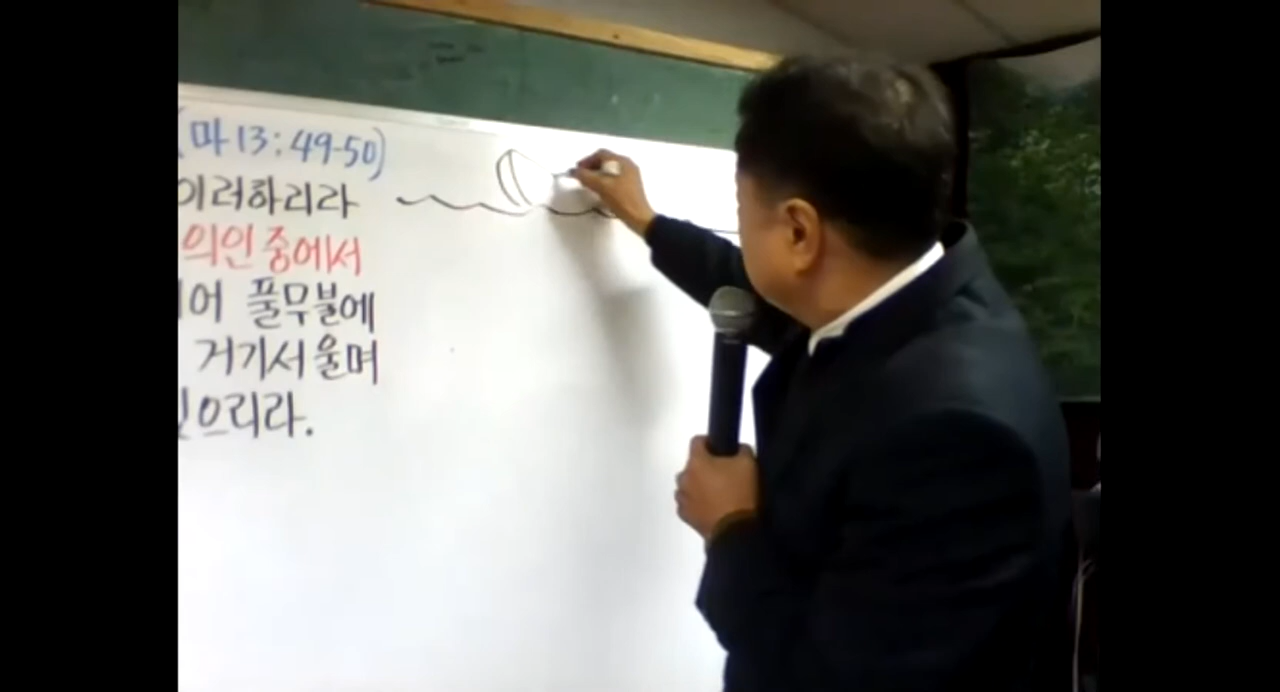 (마 13 : 49-50)
이러하리라
의인 중에서
어 풀무불에
거기서 울며
으리라.